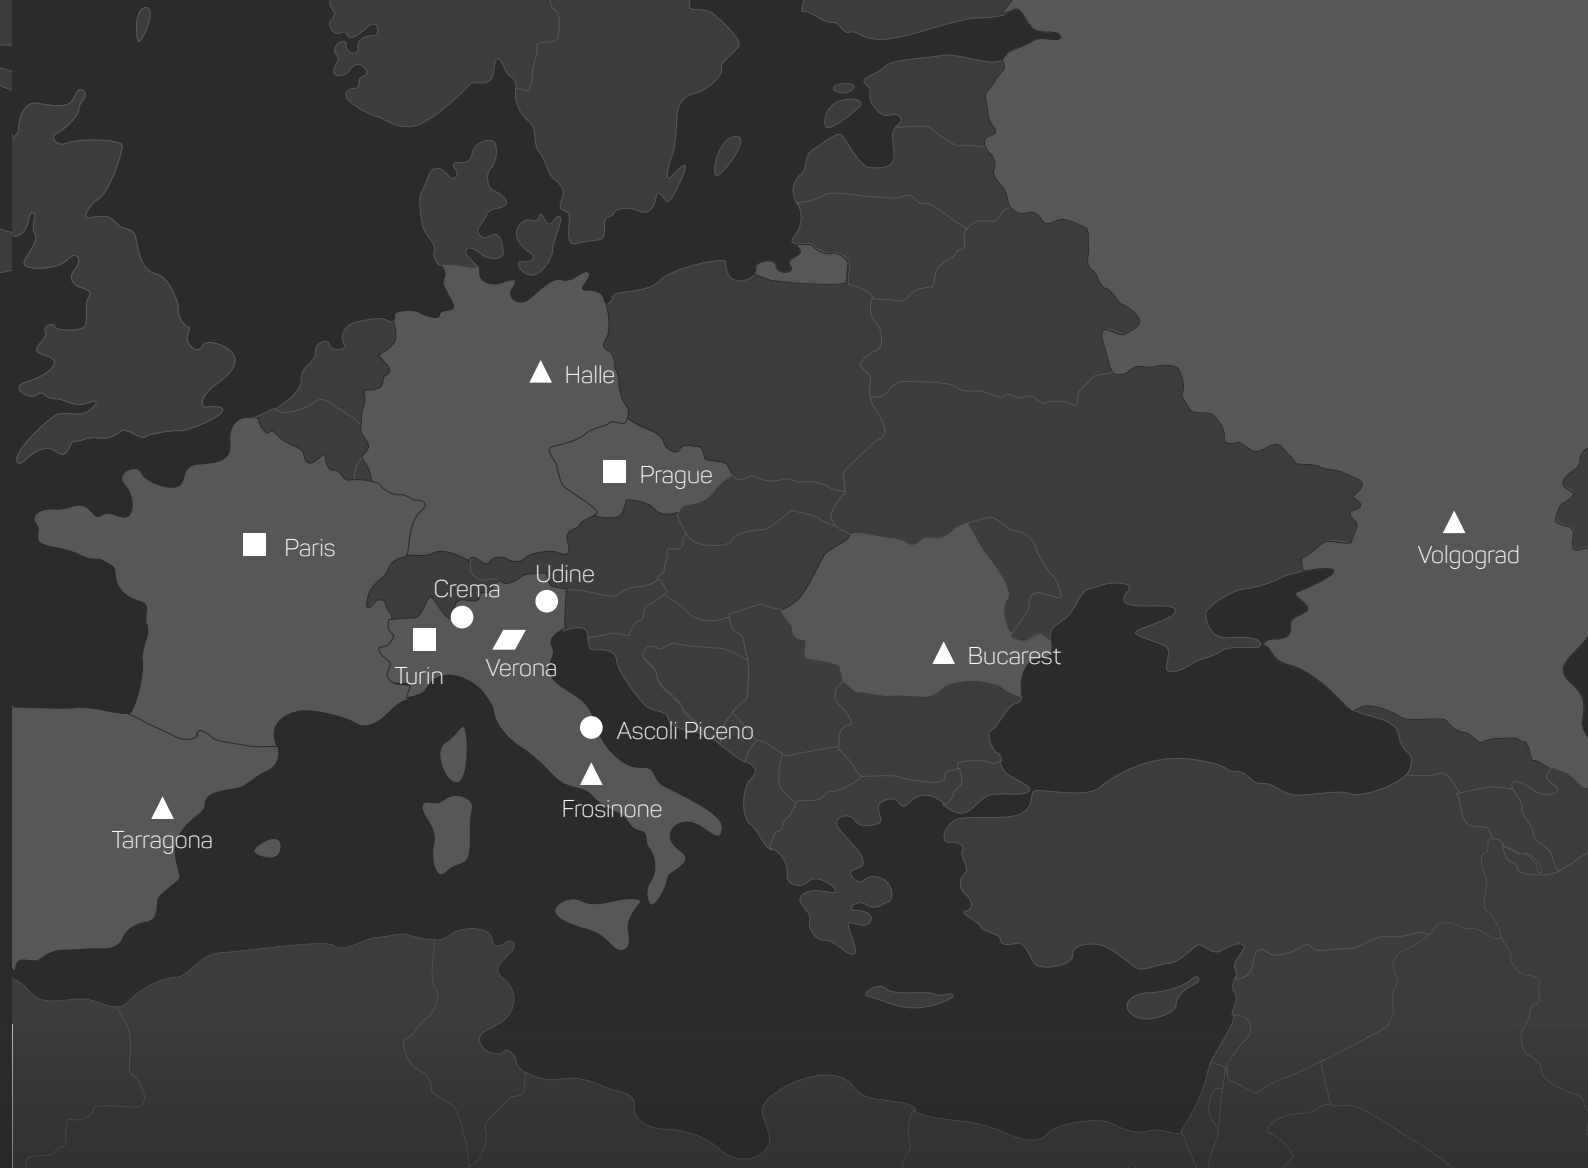 Halle
Prague
Paris
Volgograd
Udine
Crema
Bucarest
Verona
Turin
Ascoli Piceno
Frosinone
Tarragona